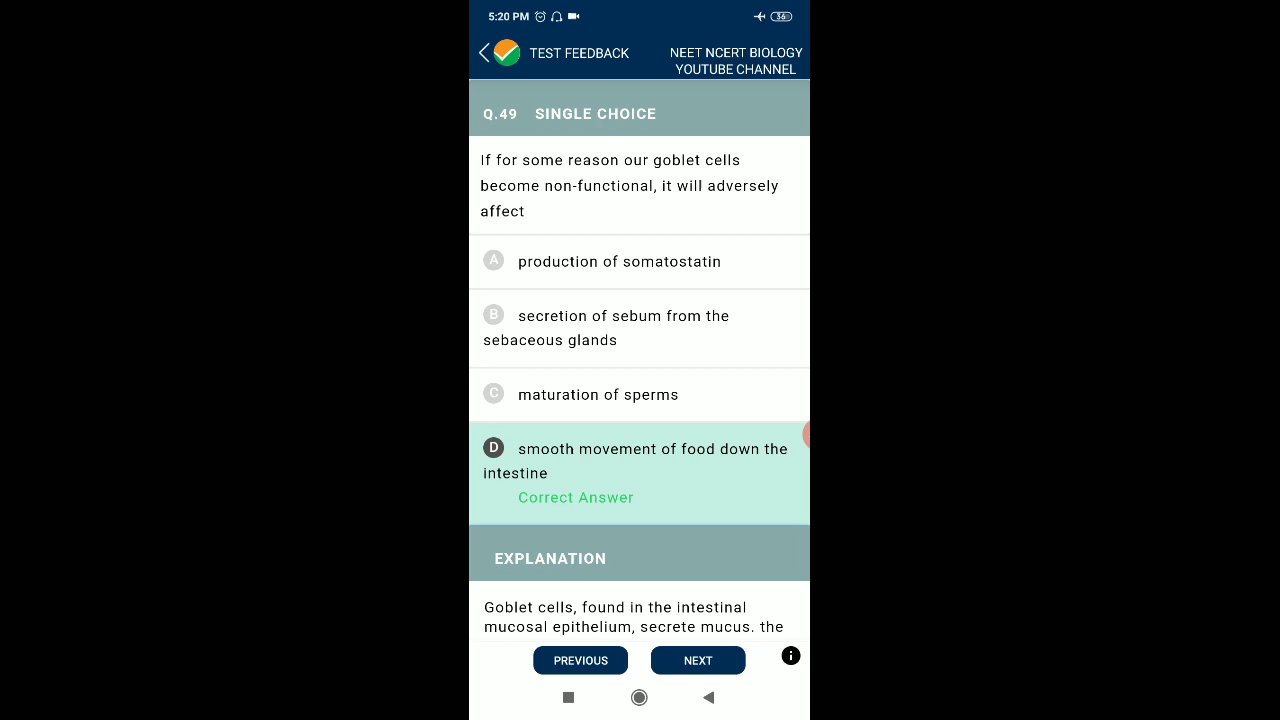 5:20 PM
36
TEST FEEDBACK
NEET NCERT BIOLOGY
YOUTUBE CHANNEL
Q.49 SINGLE CHOICE
If for some reason our goblet cells
become non-functional, it will adversely
affect
A production of somatostatin
B secretion of sebum from the
sebaceous glands
C maturation of sperms
D smooth movement of food down the
intestine
Correct Answer
EXPLANATION
Goblet cells, found in the intestinal
mucosal epithelium, secrete mucus. the
PREVIOUS
NEXT
i